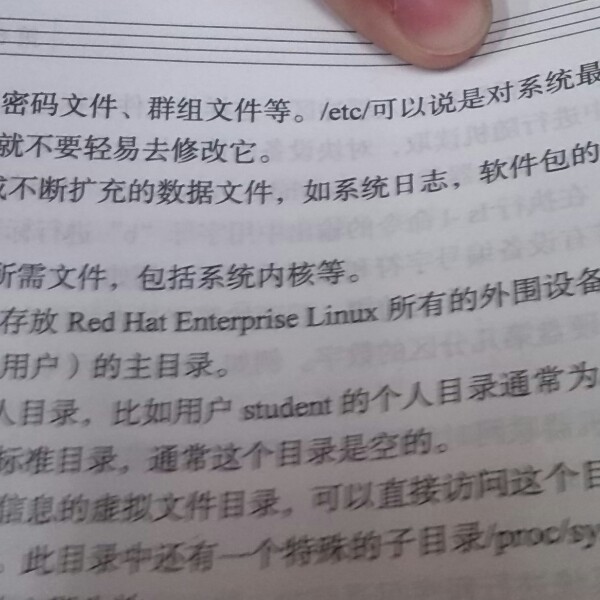 密码文件、群组文件等。/etc/可以说是对系统最
就不要轻易去修改它。
不断扩充的数据文件，如系统日志，软件包的
所需文件，包括系统内核等。
存放 Red Hat Enterprise Linux 所有的外围设备
用户）的主目录。
人目录，比如用户 student 的个人目录通常为
标准目录，通常这个目录是空的。
信息的虚拟文件目录，可以直接访问这个目
。此目录中还有一个特殊的子目录/proc/sy